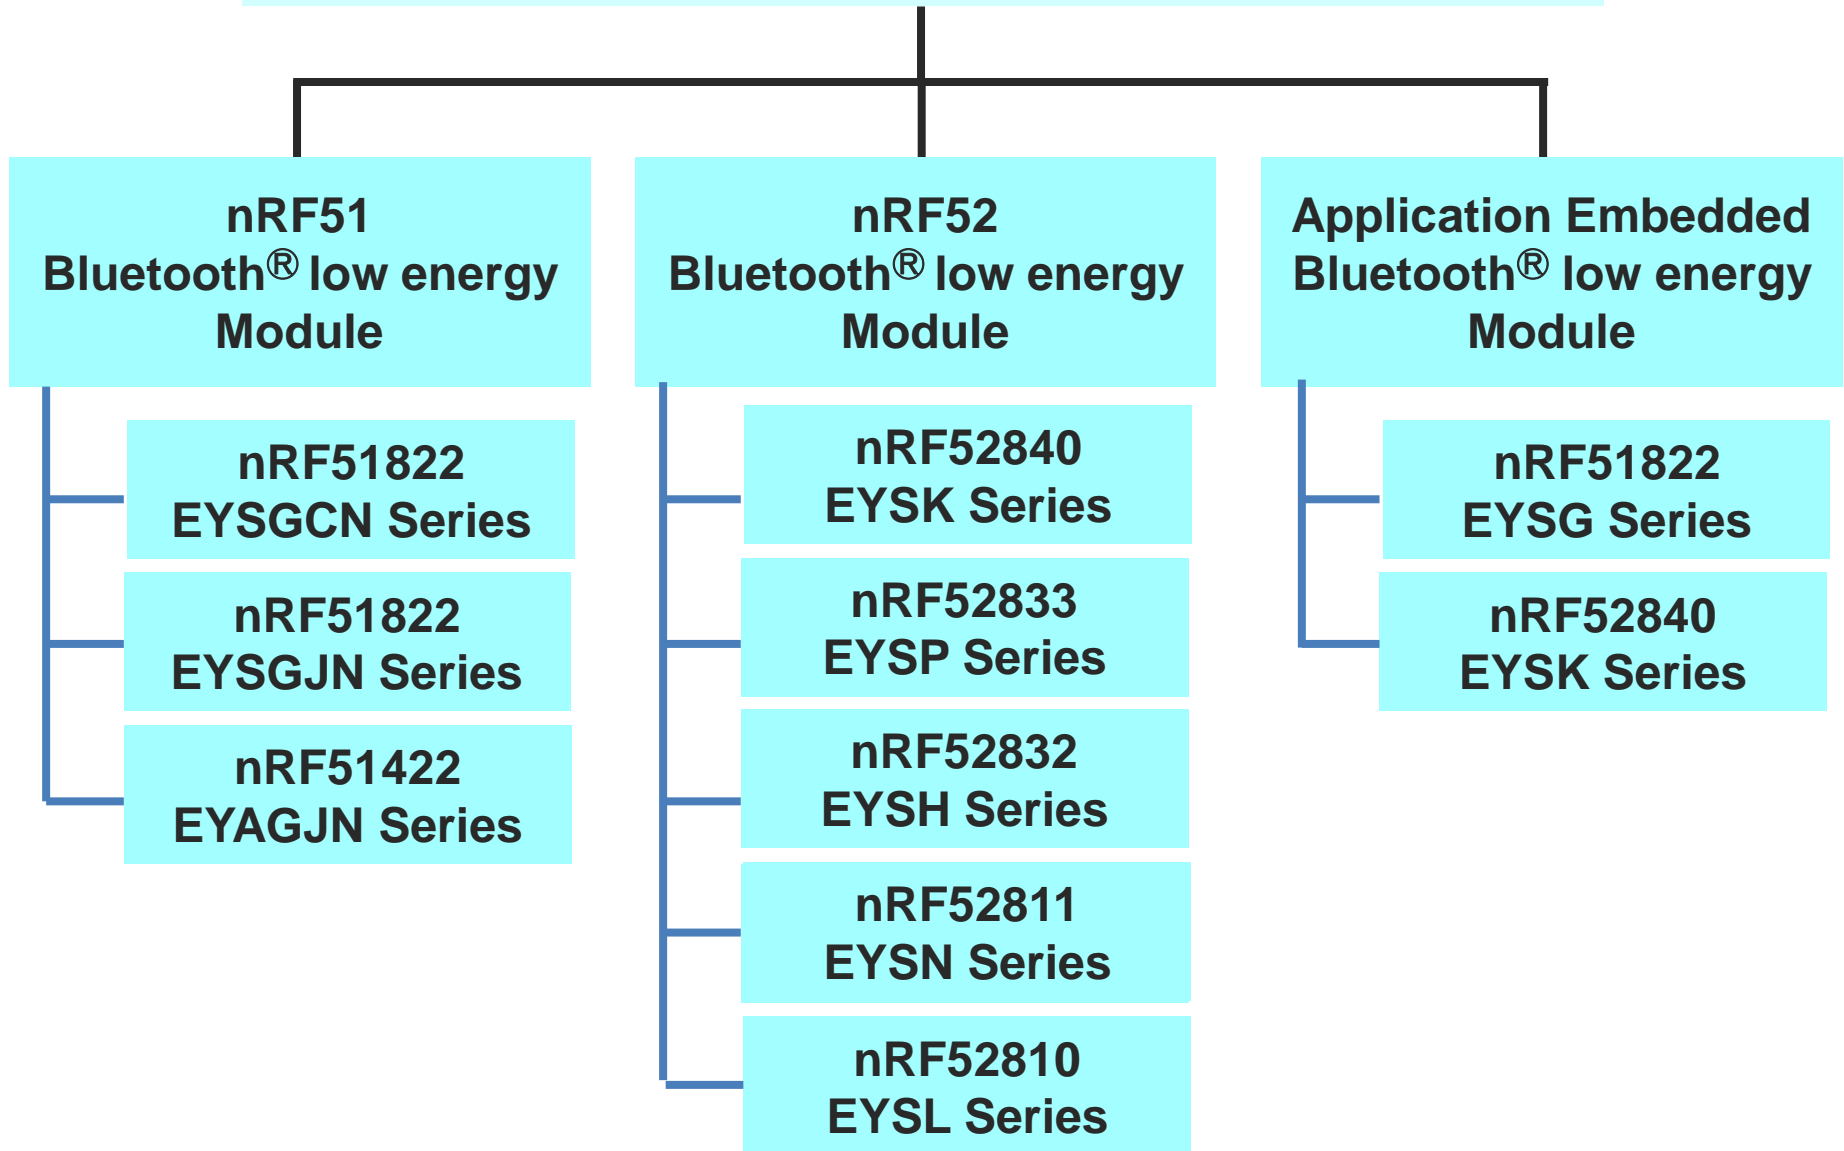 nRF51
Bluetooth® low energy
Module
nRF51822
EYSGCN Series
nRF51822
EYSGJN Series
nRF51422
EYAGJN Series
nRF52
Bluetooth® low energy
Module
nRF52840
EYSK Series
nRF52833
EYSP Series
nRF52832
EYSH Series
nRF52811
EYSN Series
nRF52810
EYSL Series
Application Embedded
Bluetooth® low energy
Module
nRF51822
EYSG Series
nRF52840
EYSK Series